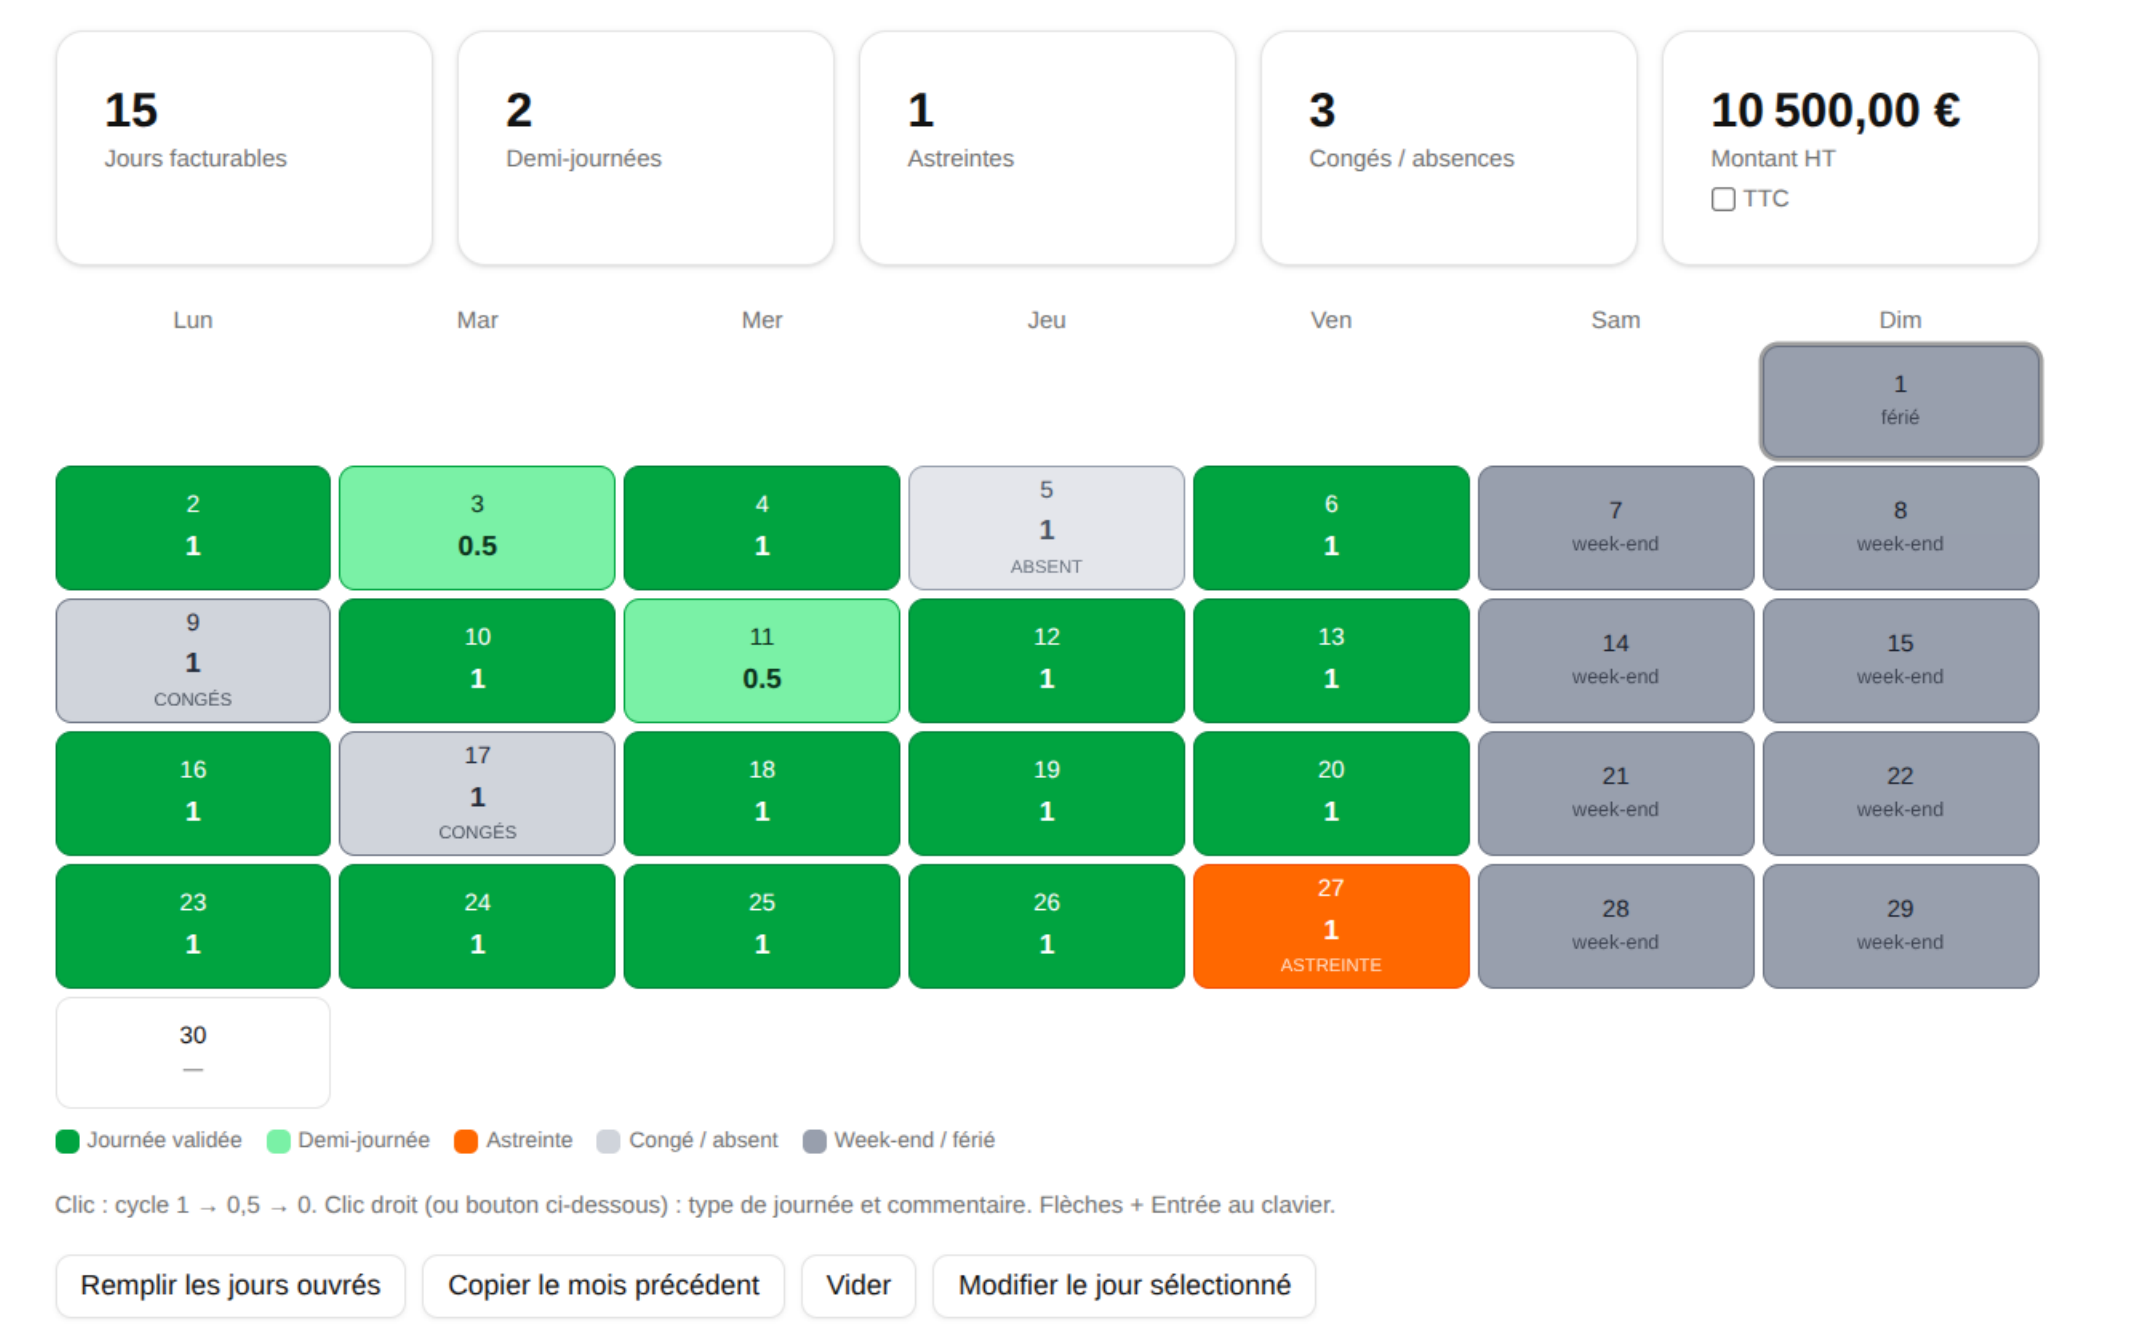 15
Jours facturables
2
Demi-journées
1
Astreintes
3
Congés / absences
10 500,00 €
Montant HT
TTC
Lun Mar Mer Jeu Ven Sam Dim
1
férié
2
1
3
0.5
4
1
5
1
ABSENT
6
1
7
week-end
8
week-end
9
1
CONGÉS
10
1
11
0.5
12
1
13
1
14
week-end
15
week-end
16
1
17
1
CONGÉS
18
1
19
1
20
1
21
week-end
22
week-end
23
1
24
1
25
1
26
1
27
1
ASTREINTE
28
week-end
29
week-end
30
—
Journée validée Demi-journée Astreinte Congé / absent Week-end / férié
Clic : cycle 1 → 0,5 → 0. Clic droit (ou bouton ci-dessous) : type de journée et commentaire. Flèches + Entrée au clavier.
Remplir les jours ouvrés Copier le mois précédent Vider Modifier le jour sélectionné